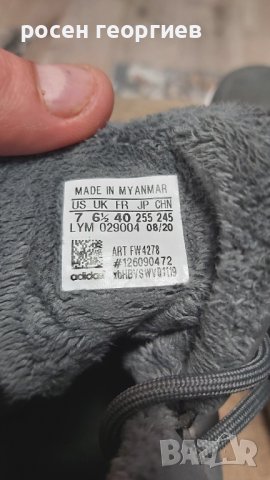 росен георгиев
MADE IN MYANMAR
US UK FR JP CHN
7 6½ 40 255 245
LYM 029004 08/20
ART FW4278
#126090472
adidas
BAZAR